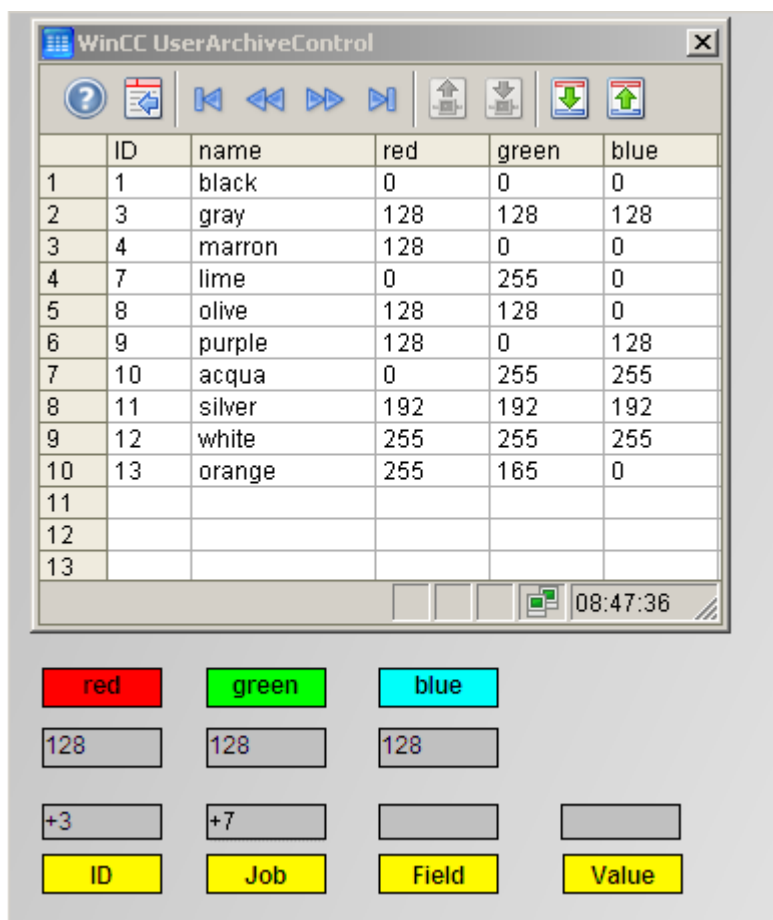 WinCC UserArchiveControl
ID name red green blue
1 1 black 0 0 0
2 3 gray 128 128 128
3 4 marron 128 0 0
4 7 lime 0 255 0
5 8 olive 128 128 0
6 9 purple 128 0 128
7 10 acqua 0 255 255
8 11 silver 192 192 192
9 12 white 255 255 255
10 13 orange 255 165 0
11
12
13
08:47:36
red green blue
128 128 128
+3 +7
ID Job Field Value